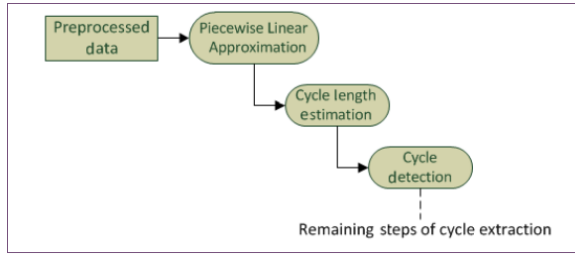 Preprocessed
data
Piecewise Linear
Approximation
Cycle length
estimation
Cycle
detection
Remaining steps of cycle extraction